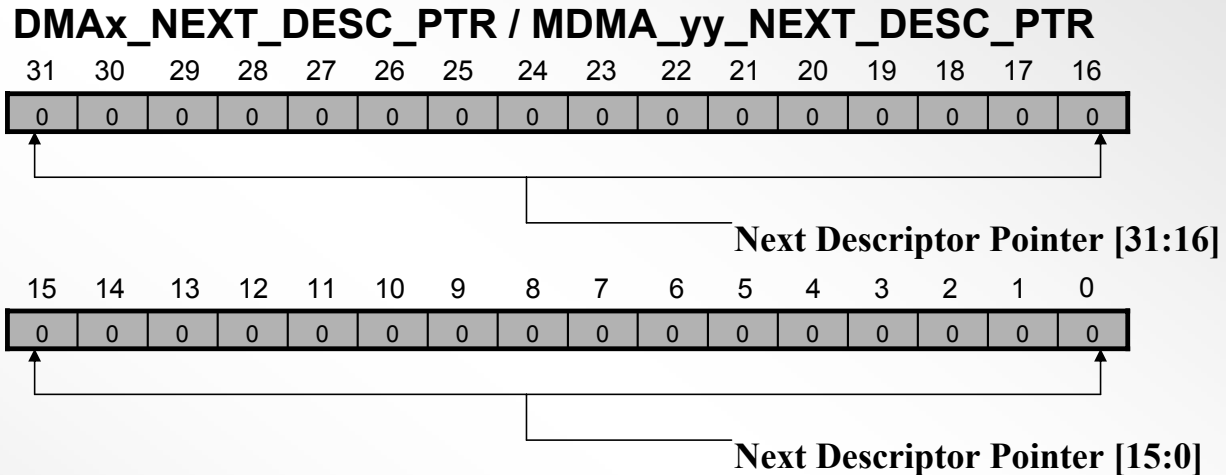 DMAx_NEXT_DESC_PTR / MDMA_yy_NEXT_DESC_PTR
31 30 29 28 27 26 25 24 23 22 21 20 19 18 17 16
0 0 0 0 0 0 0 0 0 0 0 0 0 0 0 0
Next Descriptor Pointer [31:16]
15 14 13 12 11 10 9 8 7 6 5 4 3 2 1 0
0 0 0 0 0 0 0 0 0 0 0 0 0 0 0 0
Next Descriptor Pointer [15:0]